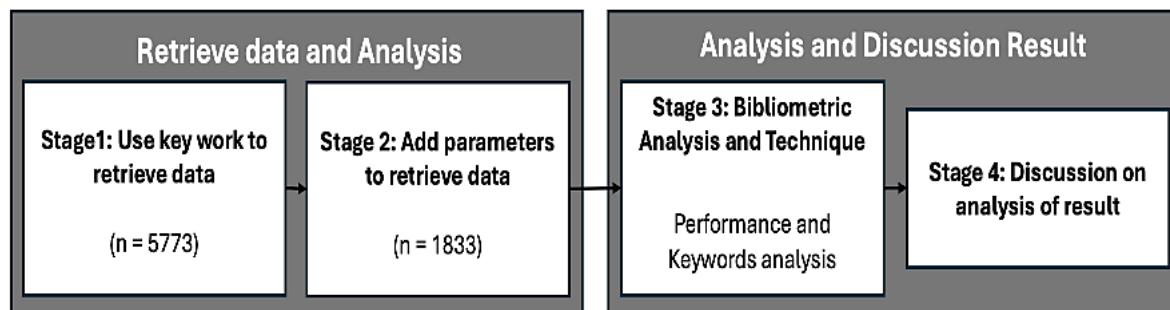 Retrieve data and Analysis
Stage1: Use key work to
retrieve data
(n = 5773)
Stage 2: Add parameters
to retrieve data
(n = 1833)
Analysis and Discussion Result
Stage 3: Bibliometric
Analysis and Technique
Performance and
Keywords analysis
Stage 4: Discussion on
analysis of result